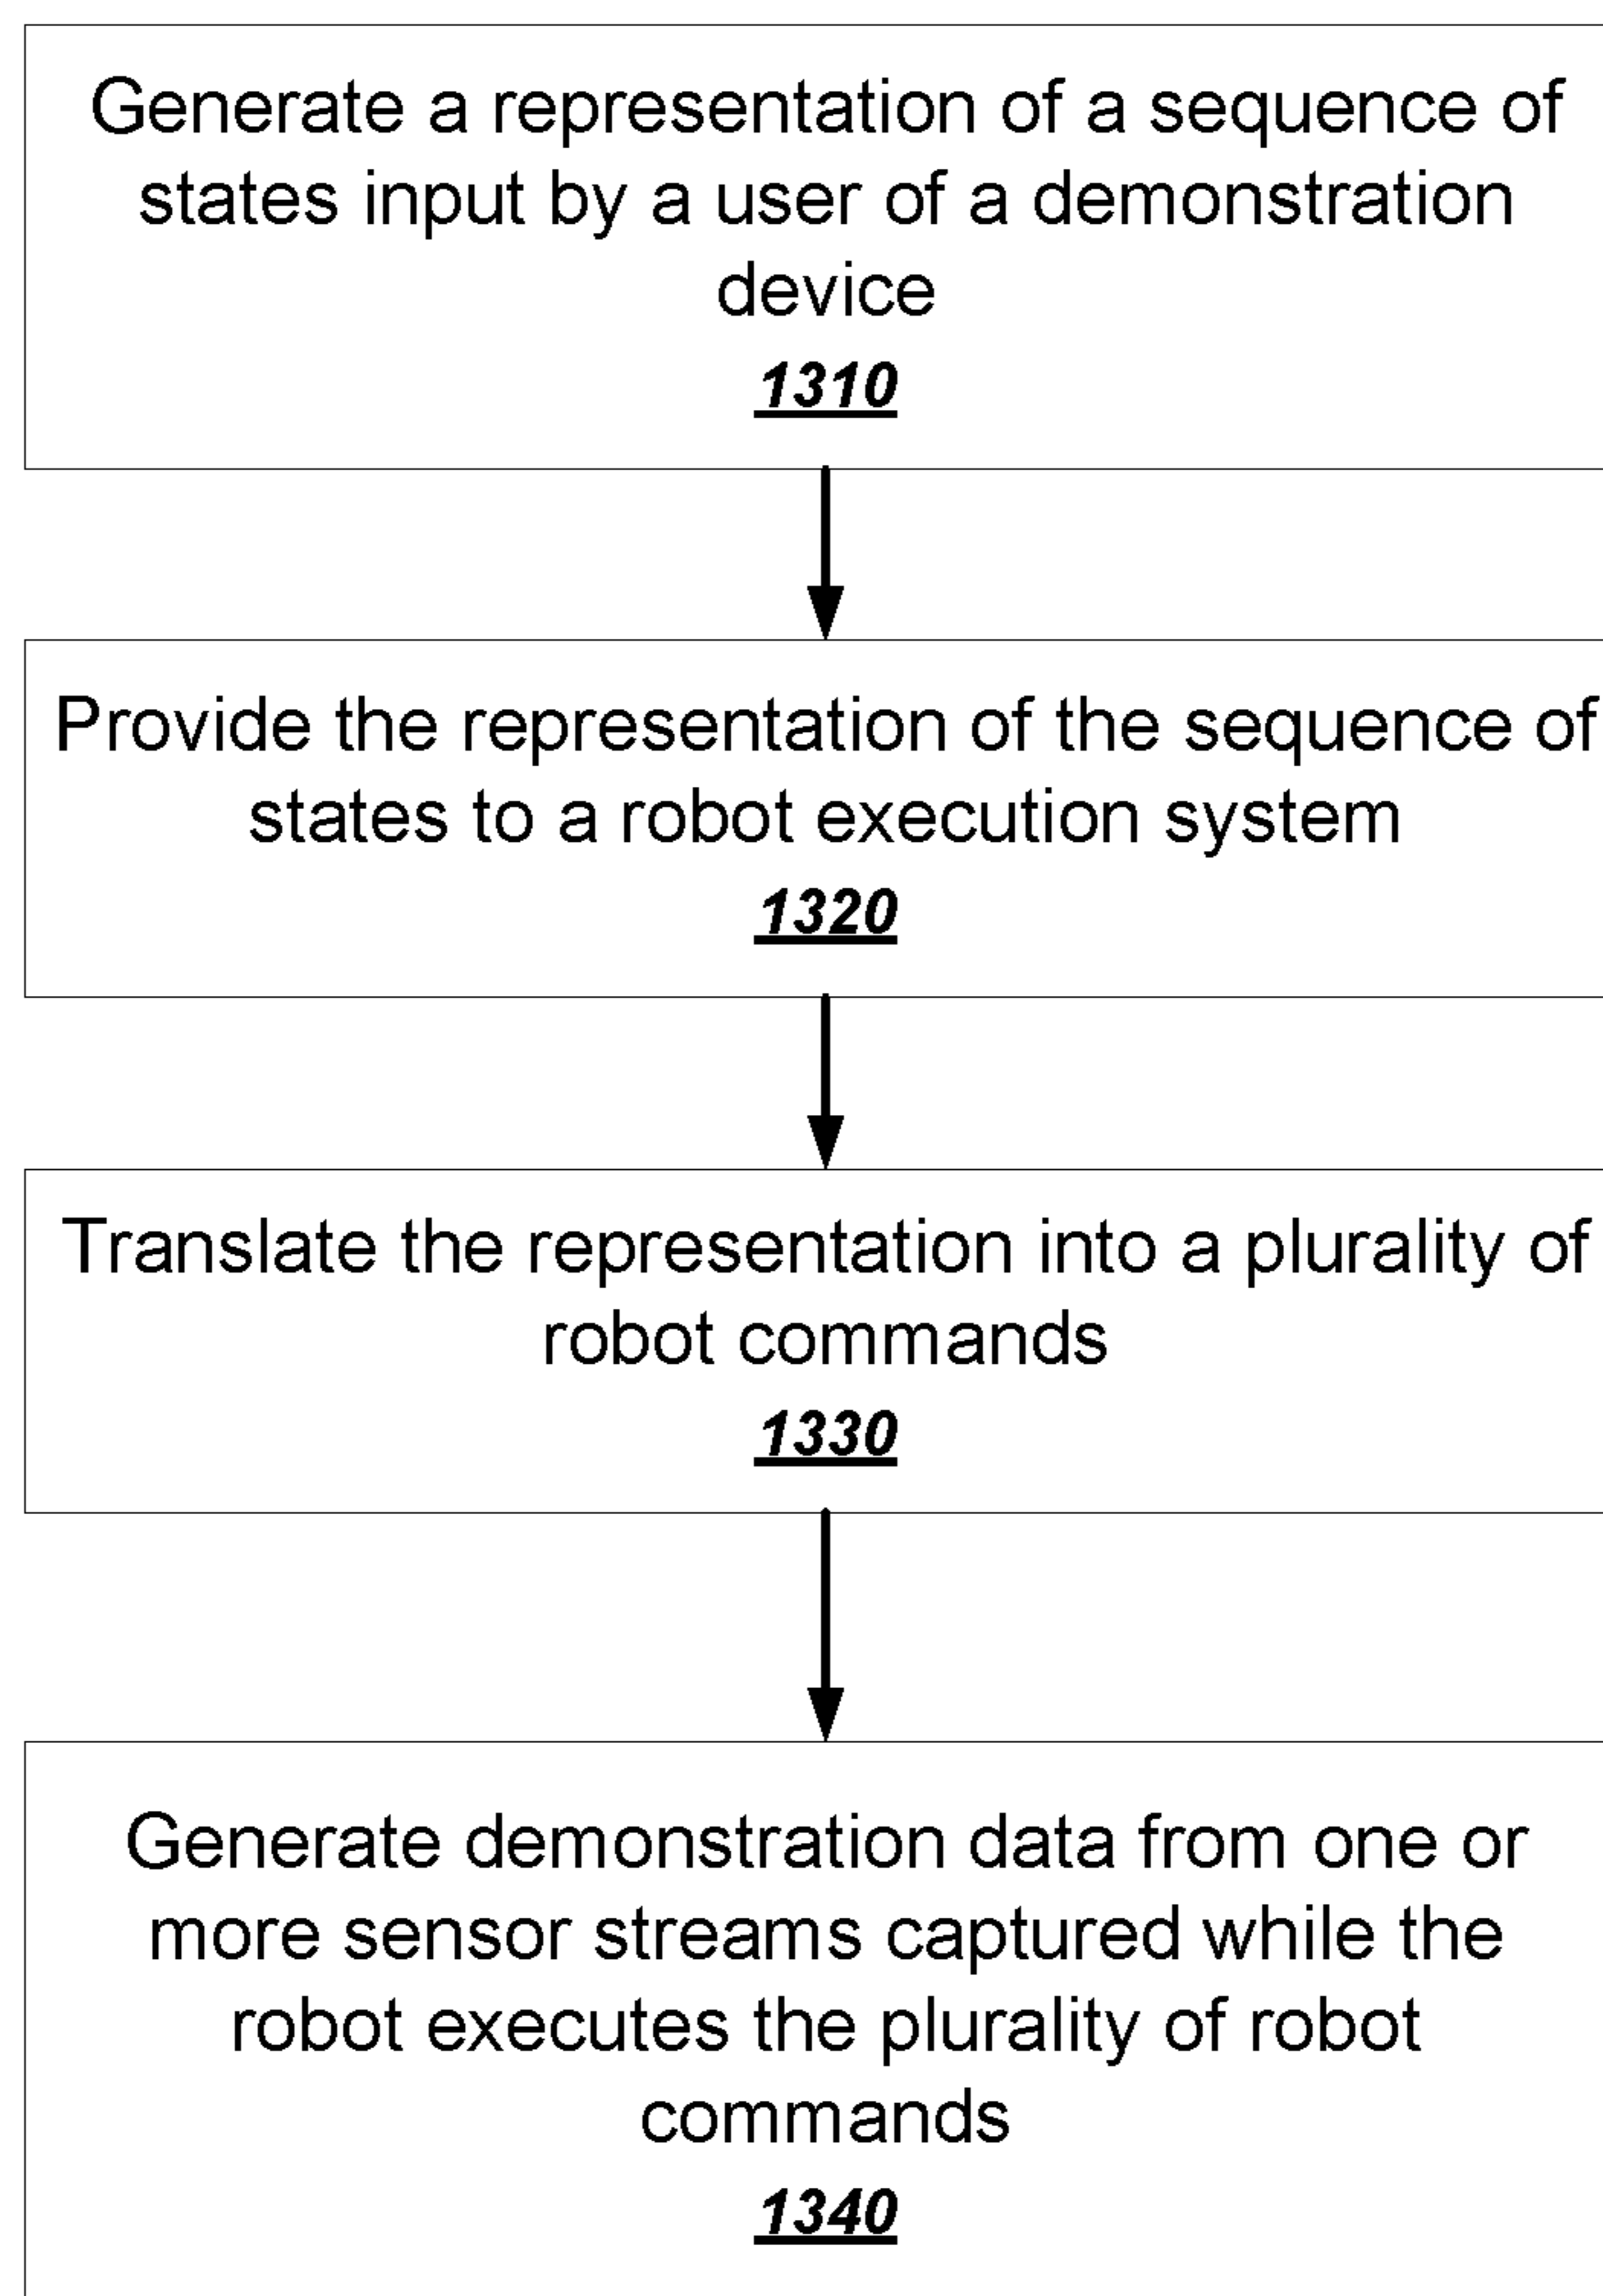 Generate a representation of a sequence of
states input by a user of a demonstration
device
1310
Provide the representation of the sequence of
states to a robot execution system
1320
Translate the representation into a plurality of
robot commands
1330
Generate demonstration data from one or
more sensor streams captured while the
robot executes the plurality of robot
commands
1340